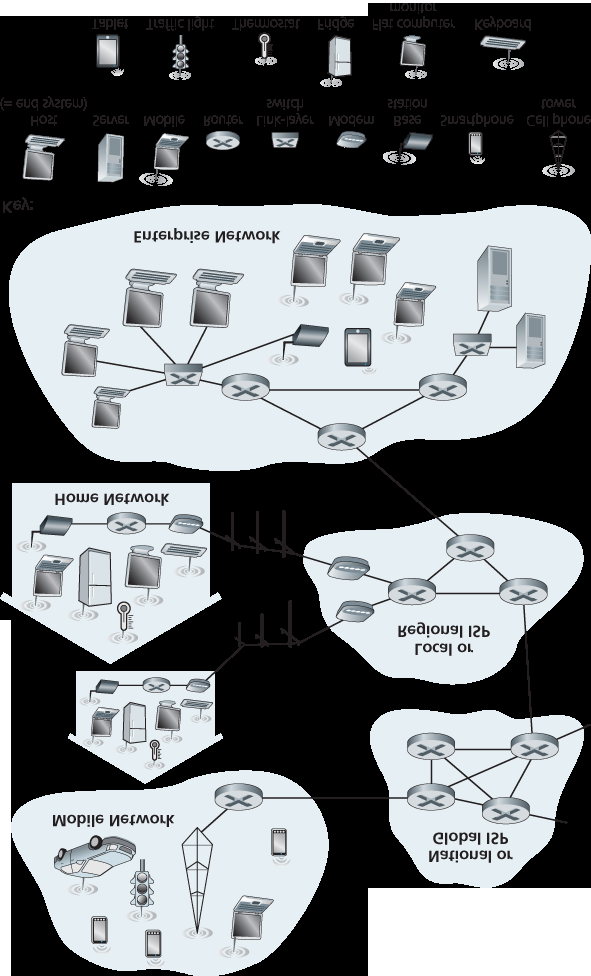 National or
Global ISP
Mobile Network
Local or
Regional ISP
Home Network
Enterprise Network
Key:
Host
(= end system)
Server
Mobile
Router
Link-layer
switch
Modem
Base
station
Smartphone
Cell phone
tower
Tablet
Traffic light
Thermostat
Fridge
Flat computer
monitor
Keyboard